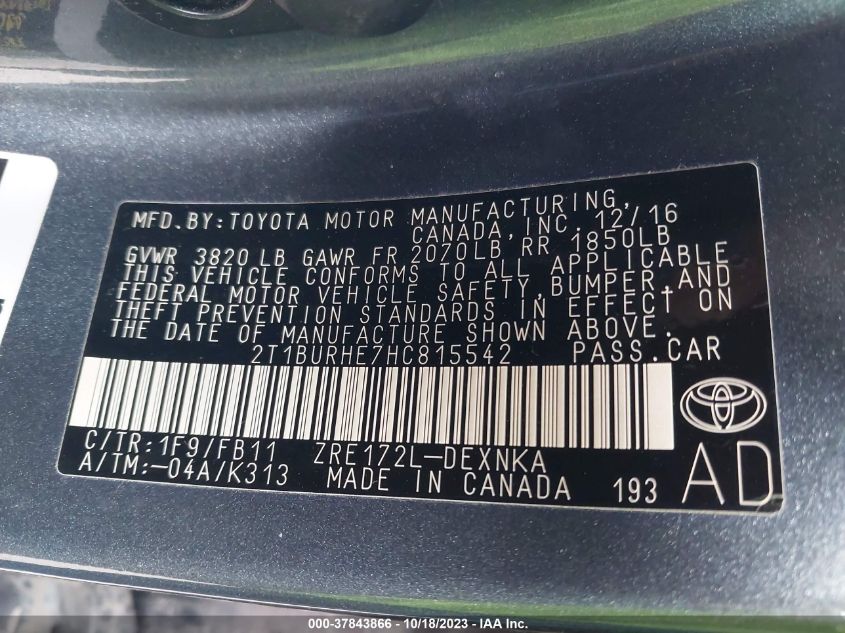 MFD.BY:TOYOTA MOTOR MANUFACTURING,
CANADA,INC. 12/16
GVWR 3820 LB GAWR FR 2070LB RR 1850LB
THIS VEHICLE CONFORMS TO ALL APPLICABLE
FEDERAL MOTOR VEHICLE SAFETY,BUMPER,AND
THEFT PREVENTION STANDARDS IN EFFECT ON
THE DATE OF MANUFACTURE SHOWN ABOVE.
2T1BURHE7HC815542 PASS.CAR
C/TR:1F9/FB11 ZRE172L-DEXNKA
A/TM:-04A/K313 MADE IN CANADA 193 AD
000-37843866 - 10/18/2023 - IAA Inc.